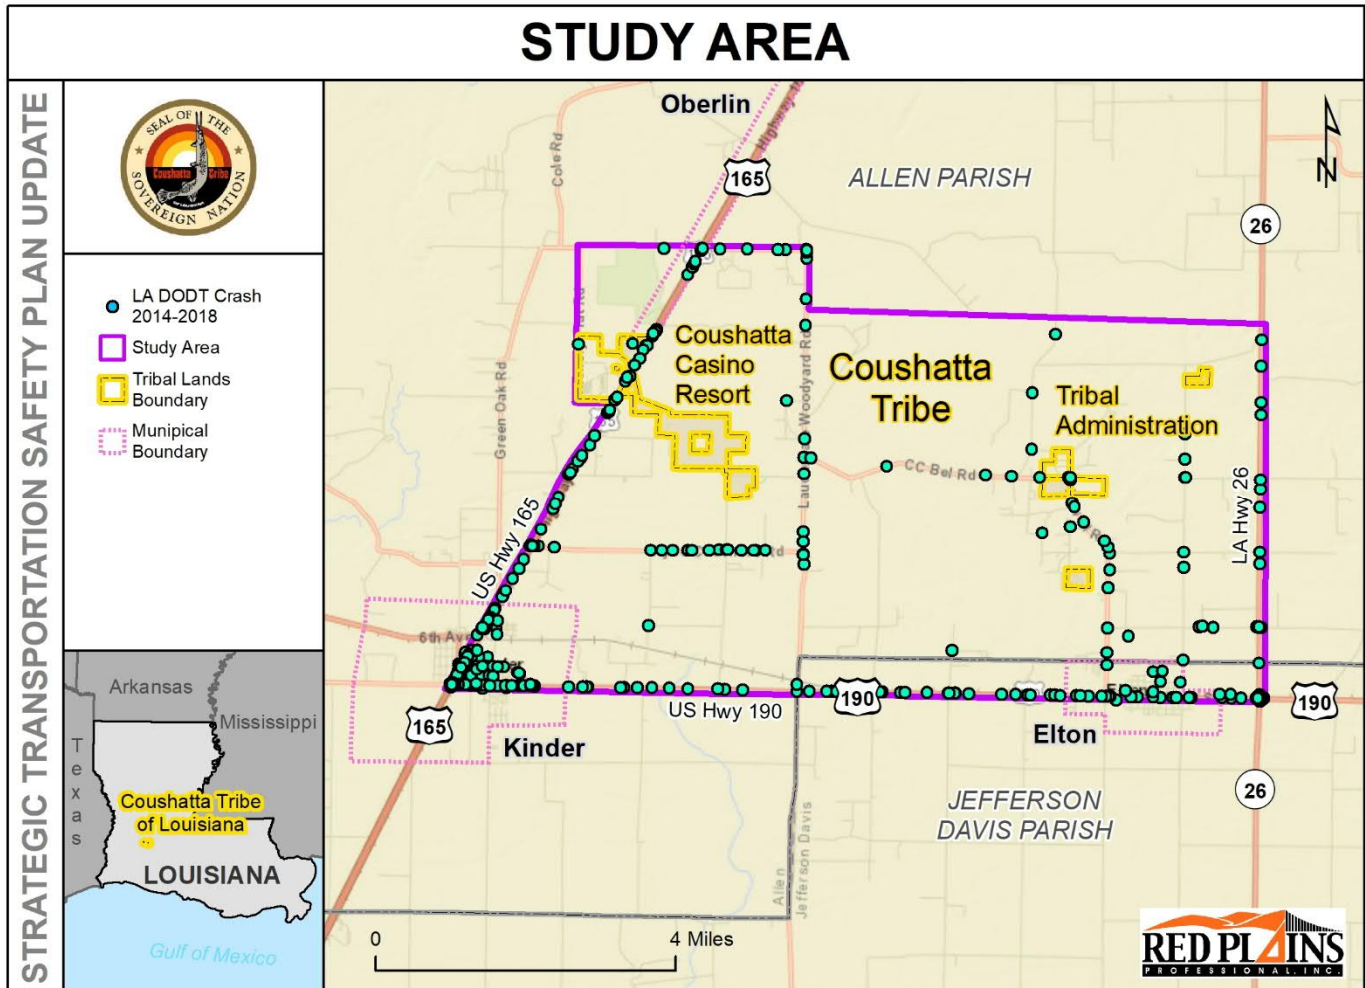 STUDY AREA
STRATEGIC TRANSPORTATION SAFETY PLAN UPDATE
SEAL OF THE
Coushatta Tribe
OF LOUISIANA
SOVEREIGN NATION
LA DODT Crash
2014-2018
Study Area
Tribal Lands
Boundary
Munipical
Boundary
Arkansas
Mississippi
Texas
Coushatta Tribe
of Louisiana
LOUISIANA
Gulf of Mexico
Oberlin
165
ALLEN PARISH
N
26
Cole Rd
Green Oak Rd
Coushatta
Casino
Resort
Woodyard Rd
Coushatta
Tribe
Tribal
Administration
CC Bel Rd
LA Hwy 26
US Hwy 165
6th Ave
165
Kinder
US Hwy 190
190
Elton
190
26
JEFFERSON
DAVIS PARISH
Allen
Jefferson Davis
0
4 Miles
RED PLAINS
PROFESSIONAL, INC.